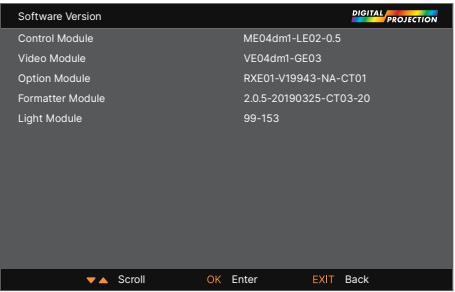 Software Version
DIGITAL PROJECTION
Control Module ME04dm1-LE02-0.5
Video Module VE04dm1-GE03
Option Module RXE01-V19943-NA-CT01
Formatter Module 2.0.5-20190325-CT03-20
Light Module 99-153
Scroll OK Enter EXIT Back